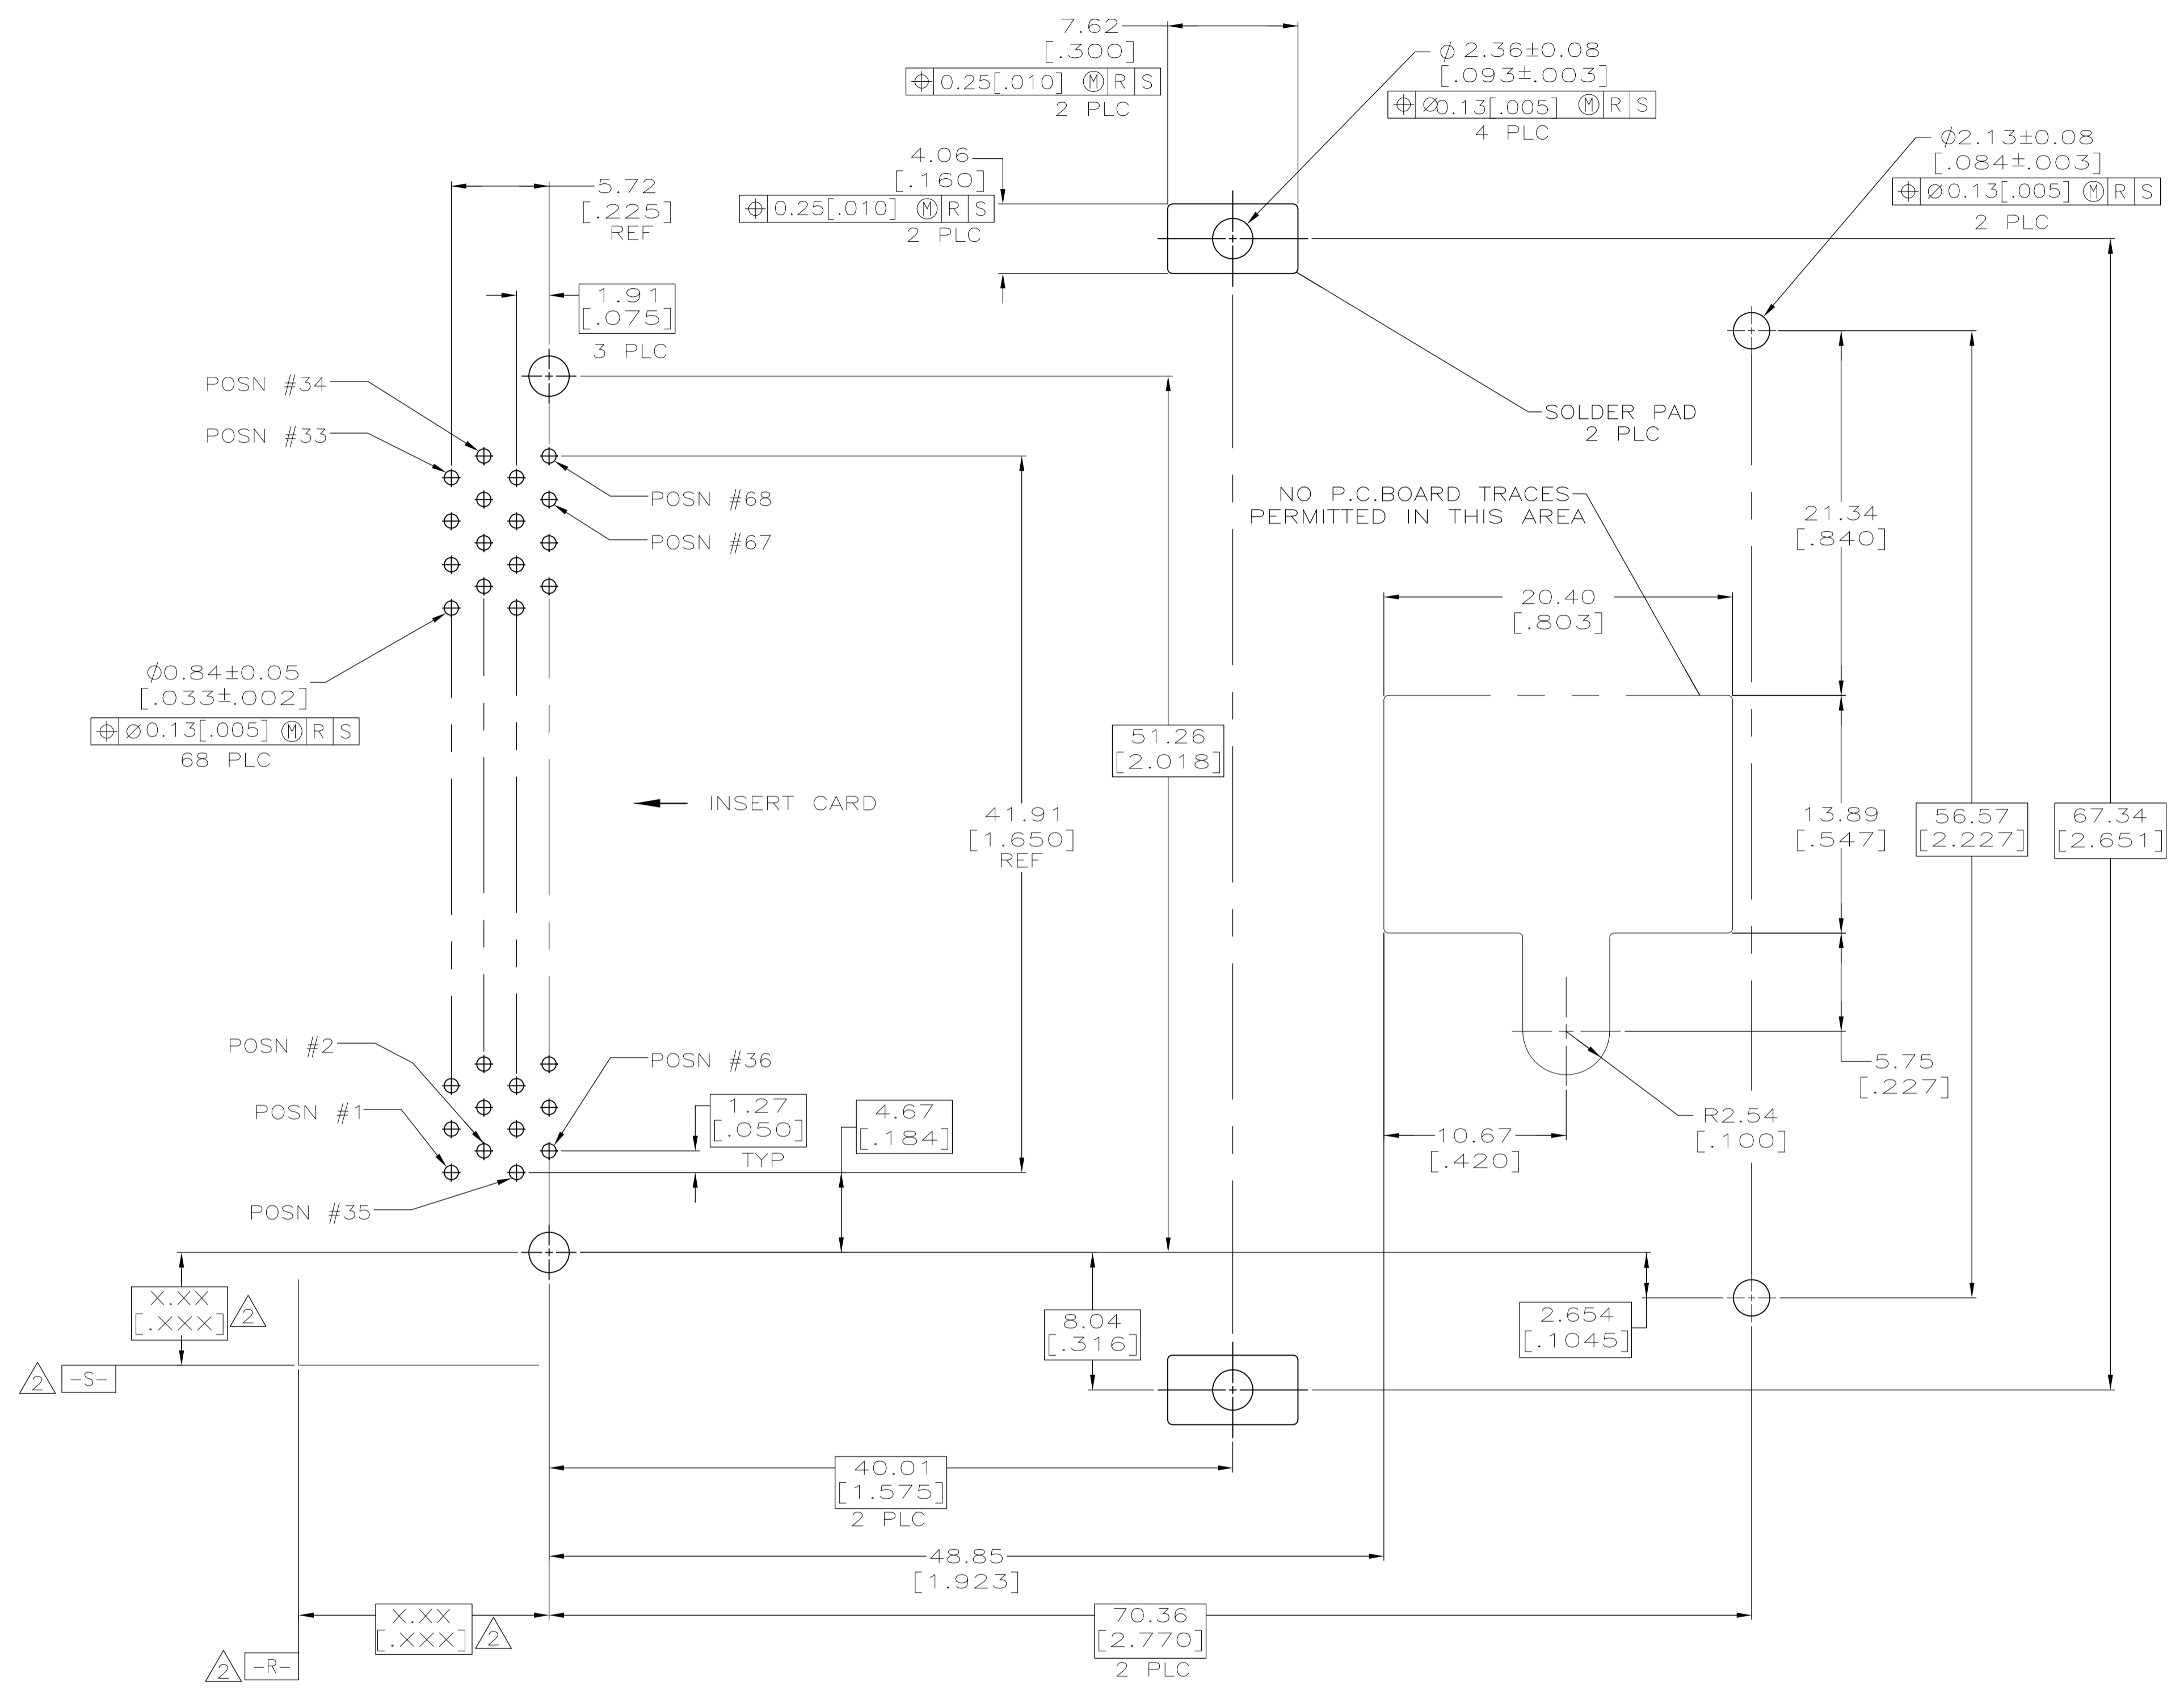 7.62
[.300]
⌖ 0.25[.010] Ⓜ R S
2 PLC
ϕ 2.36±0.08
[.093±.003]
⌖ ∅0.13[.005] Ⓜ R S
4 PLC
ϕ2.13±0.08
[.084±.003]
⌖ ∅0.13[.005] Ⓜ R S
2 PLC
4.06
[.160]
⌖ 0.25[.010] Ⓜ R S
2 PLC
5.72
[.225]
REF
1.91
[.075]
3 PLC
POSN #34
POSN #33
POSN #68
POSN #67
SOLDER PAD
2 PLC
NO P.C.BOARD TRACES
PERMITTED IN THIS AREA
21.34
[.840]
20.40
[.803]
ϕ0.84±0.05
[.033±.002]
⌖ ∅0.13[.005] Ⓜ R S
68 PLC
51.26
[2.018]
INSERT CARD
41.91
[1.650]
REF
13.89
[.547]
56.57
[2.227]
67.34
[2.651]
POSN #2
POSN #1
POSN #36
POSN #35
1.27
[.050]
TYP
4.67
[.184]
10.67
[.420]
R2.54
[.100]
5.75
[.227]
X.XX
[.XXX]
2
2
-S-
8.04
[.316]
2.654
[.1045]
40.01
[1.575]
2 PLC
48.85
[1.923]
X.XX
[.XXX]
2
70.36
[2.770]
2 PLC
2
-R-